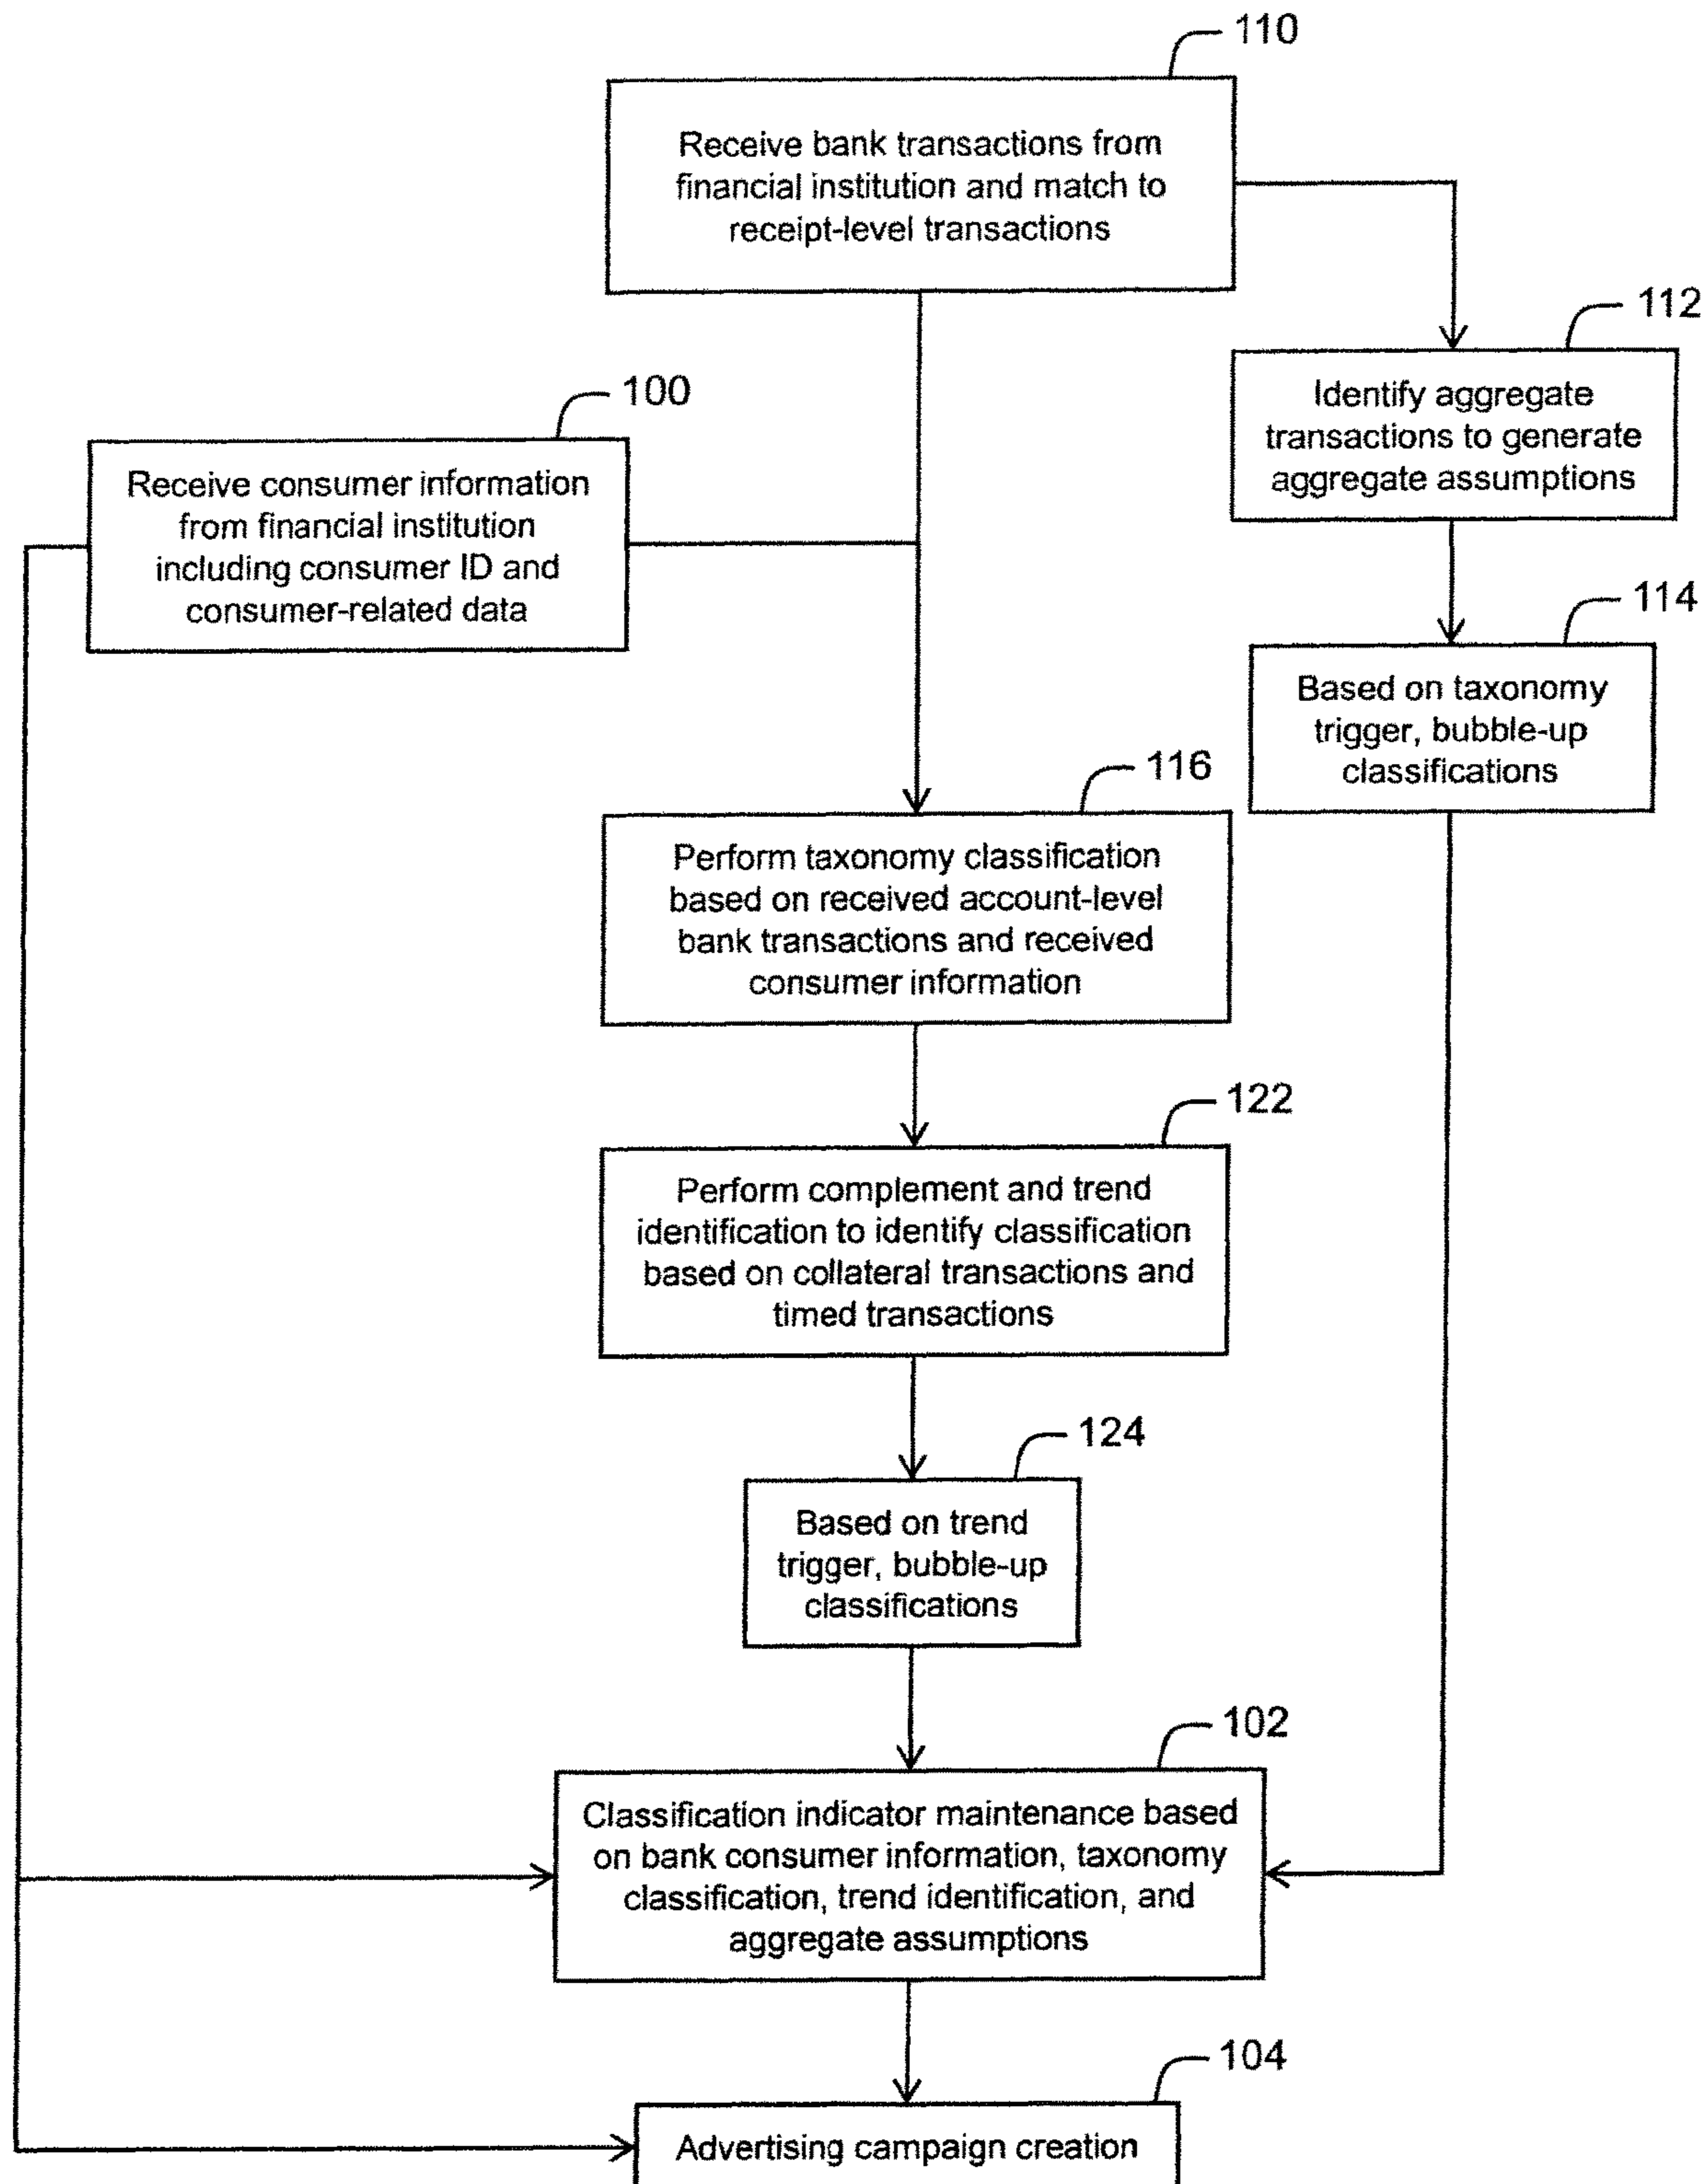 110
Receive bank transactions from
financial institution and match to
receipt-level transactions
112
Identify aggregate
transactions to generate
aggregate assumptions
100
Receive consumer information
from financial institution
including consumer ID and
consumer-related data
114
Based on taxonomy
trigger, bubble-up
classifications
116
Perform taxonomy classification
based on received account-level
bank transactions and received
consumer information
122
Perform complement and trend
identification to identify classification
based on collateral transactions and
timed transactions
124
Based on trend
trigger, bubble-up
classifications
102
Classification indicator maintenance based
on bank consumer information, taxonomy
classification, trend identification, and
aggregate assumptions
104
Advertising campaign creation